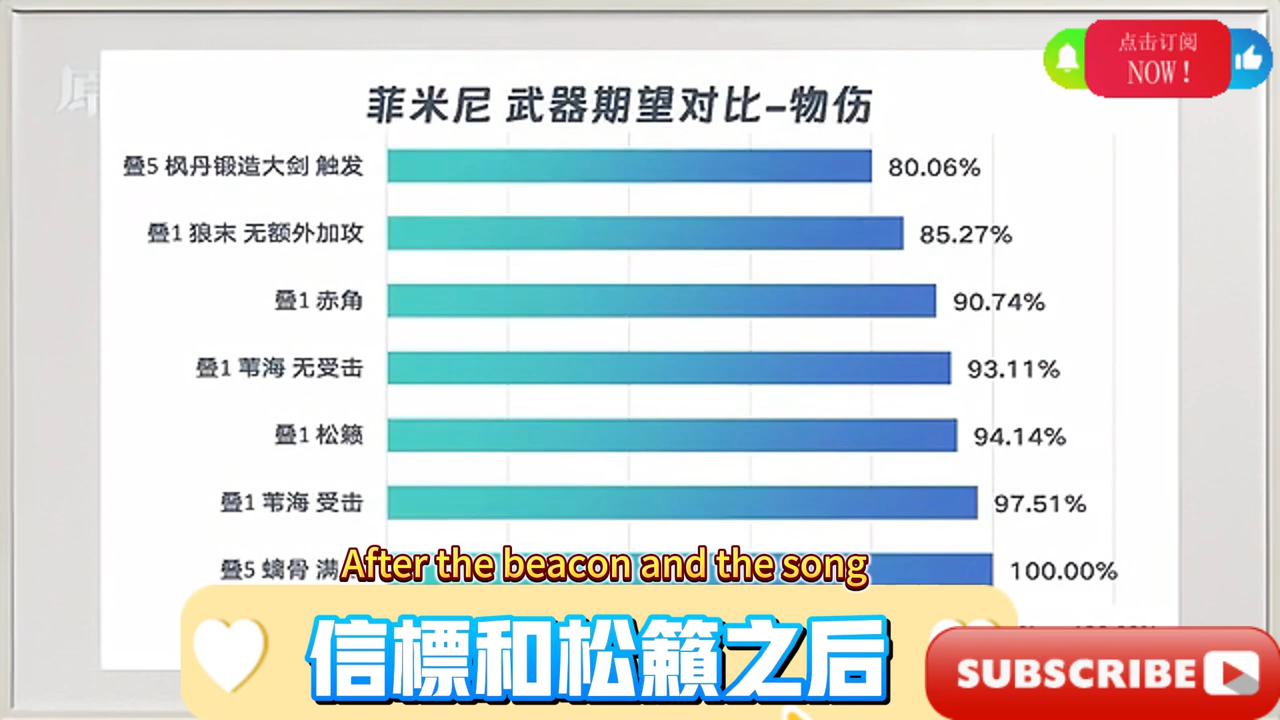 原
点击订阅
NOW!
菲米尼 武器期望对比-物伤
叠5 枫丹锻造大剑 触发 80.06%
叠1 狼末 无额外加攻 85.27%
叠1 赤角 90.74%
叠1 苇海 无受击 93.11%
叠1 松籁 94.14%
叠1 苇海 受击 97.51%
叠5 螭骨 满 100.00%
After the beacon and the song
信標和松籟之后
SUBSCRIBE